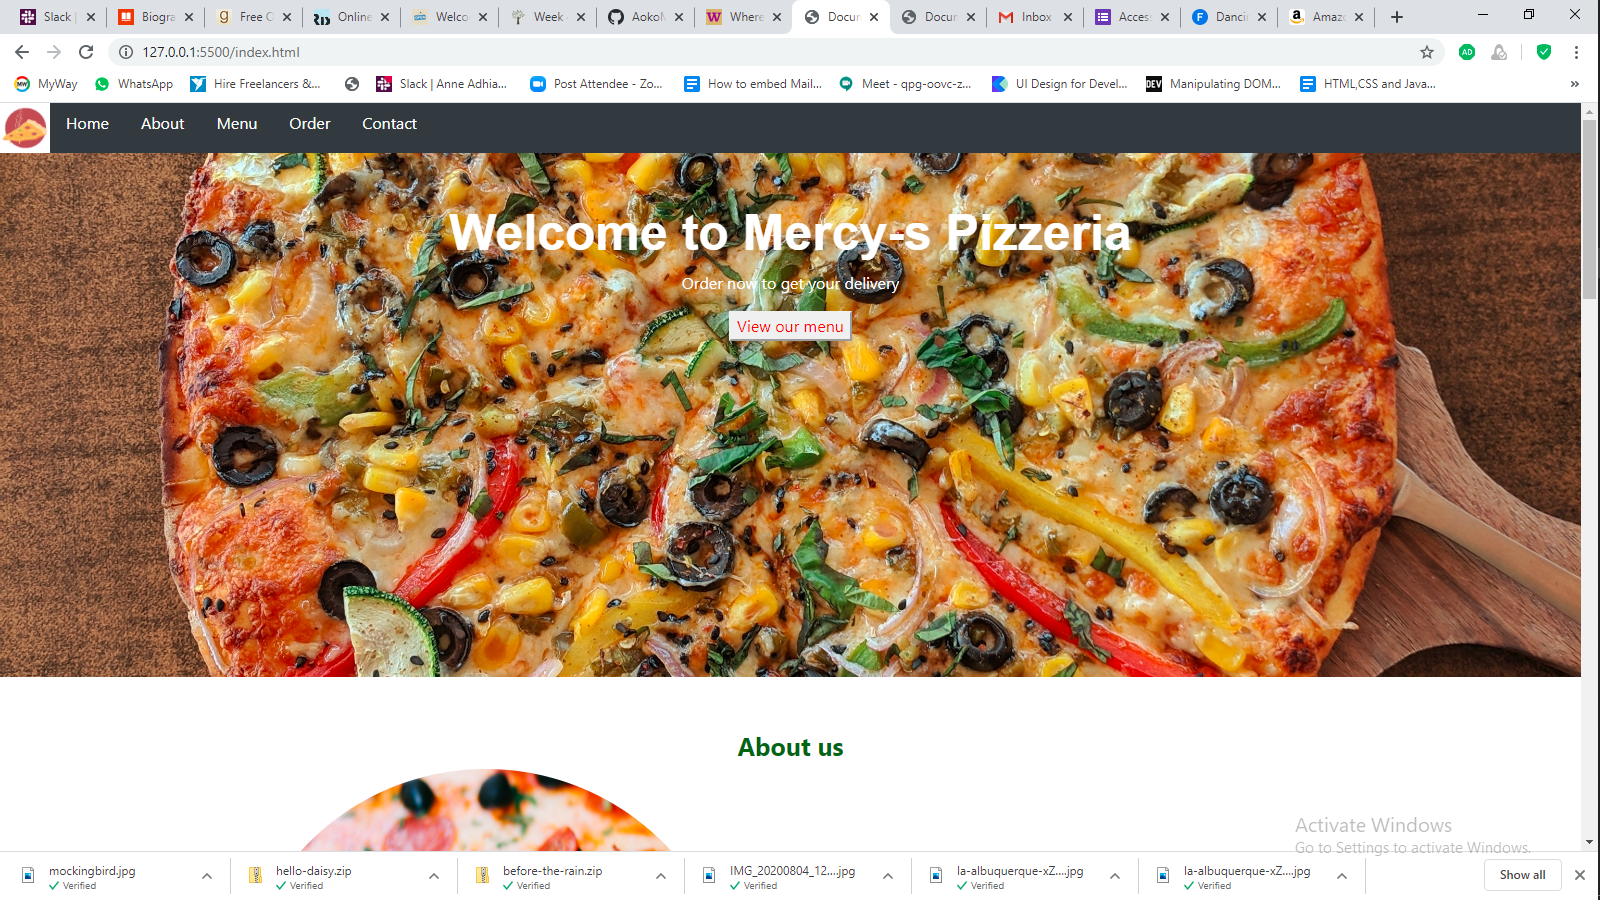 Slack | Biogra Free C Online Welco Week AokoM Where Docur Docur Inbox Access Dancin Amazo
127.0.0.1:5500/index.html
MyWay WhatsApp Hire Freelancers &... Slack | Anne Adhia... Post Attendee - Zo... How to embed Mail... Meet - qpg-oovc-z... UI Design for Devel... DEV Manipulating DOM... HTML,CSS and Java... »
Home About Menu Order Contact
Welcome to Mercy-s Pizzeria
Order now to get your delivery
View our menu
About us
Activate Windows
Go to Settings to activate Windows.
mockingbird.jpg hello-daisy.zip before-the-rain.zip IMG_20200804_12....jpg la-albuquerque-xZ....jpg la-albuquerque-xZ....jpg Show all
Verified Verified Verified Verified Verified Verified